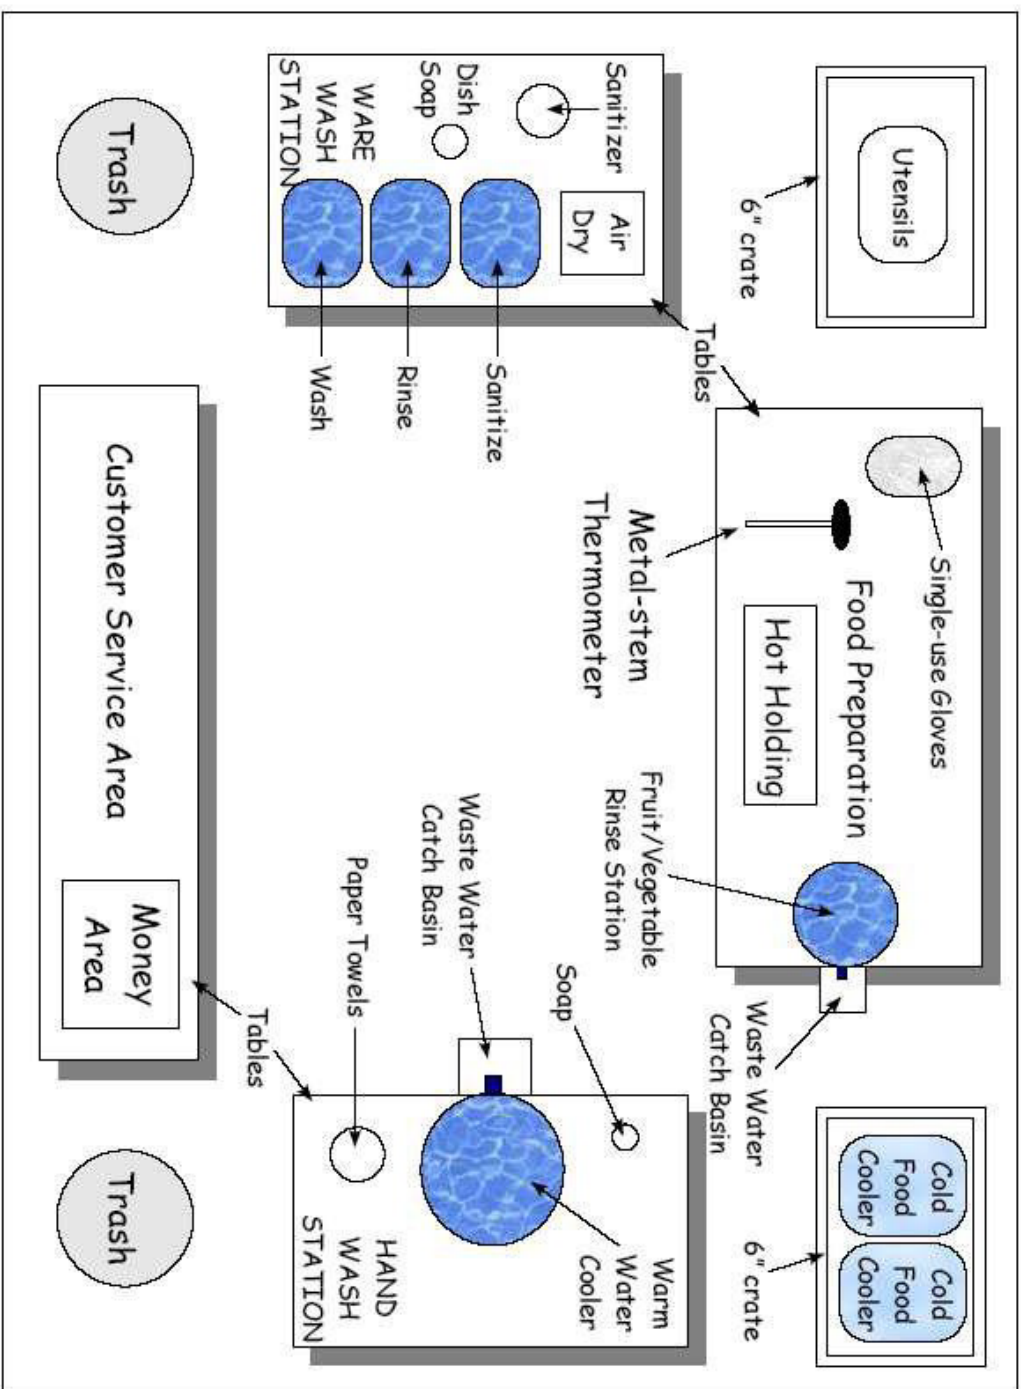 Utensils
6" crate
Tables
Single-use Gloves
Food Preparation
Hot Holding
Metal-stem
Thermometer
Fruit/Vegetable
Rinse Station
Waste Water
Catch Basin
Cold
Food
Cooler
Cold
Food
Cooler
6" crate
Sanitizer
Air
Dry
Dish
Soap
WARE
WASH
STATION
Sanitize
Rinse
Wash
Soap
Waste Water
Catch Basin
Paper Towels
Warm
Water
Cooler
HAND
WASH
STATION
Tables
Trash
Customer Service Area
Money
Area
Trash